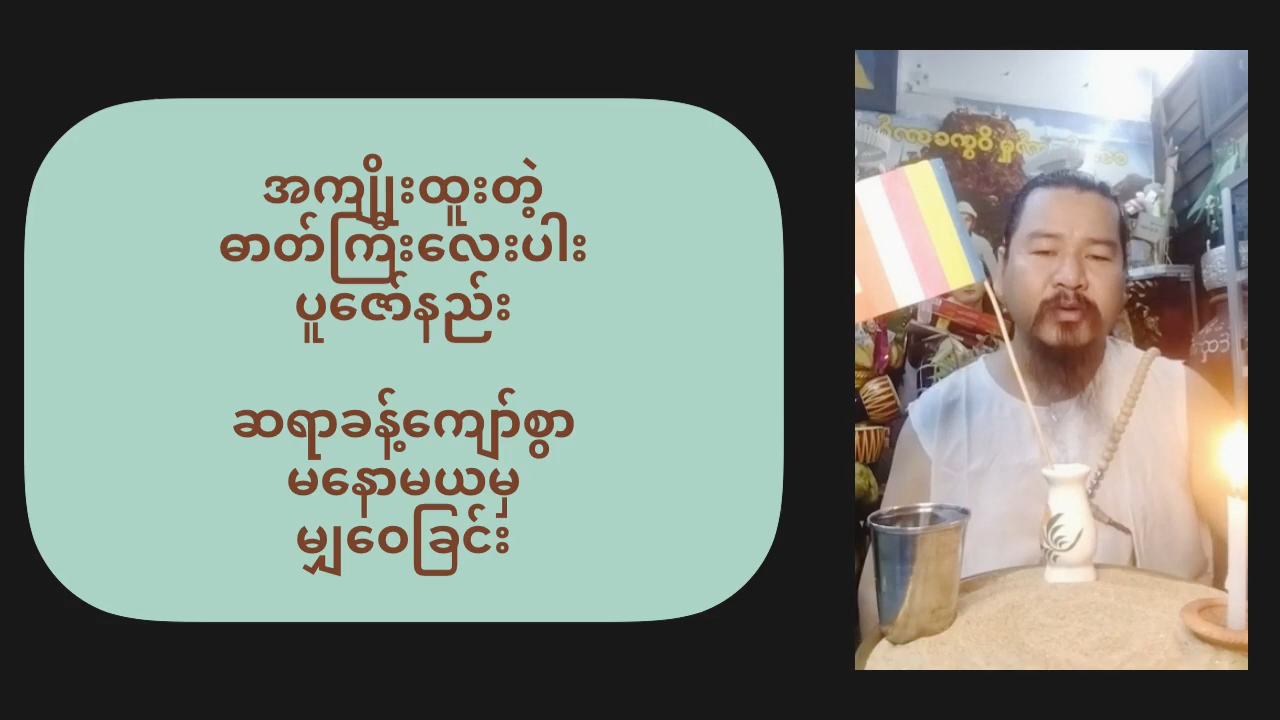 အကျိုးထူးတဲ့
ဓာတ်ကြီးလေးပါး
ပူဇော်နည်း
ဆရာခန့်ကျော်စွာ
မနောမယမှ
မျှဝေခြင်း